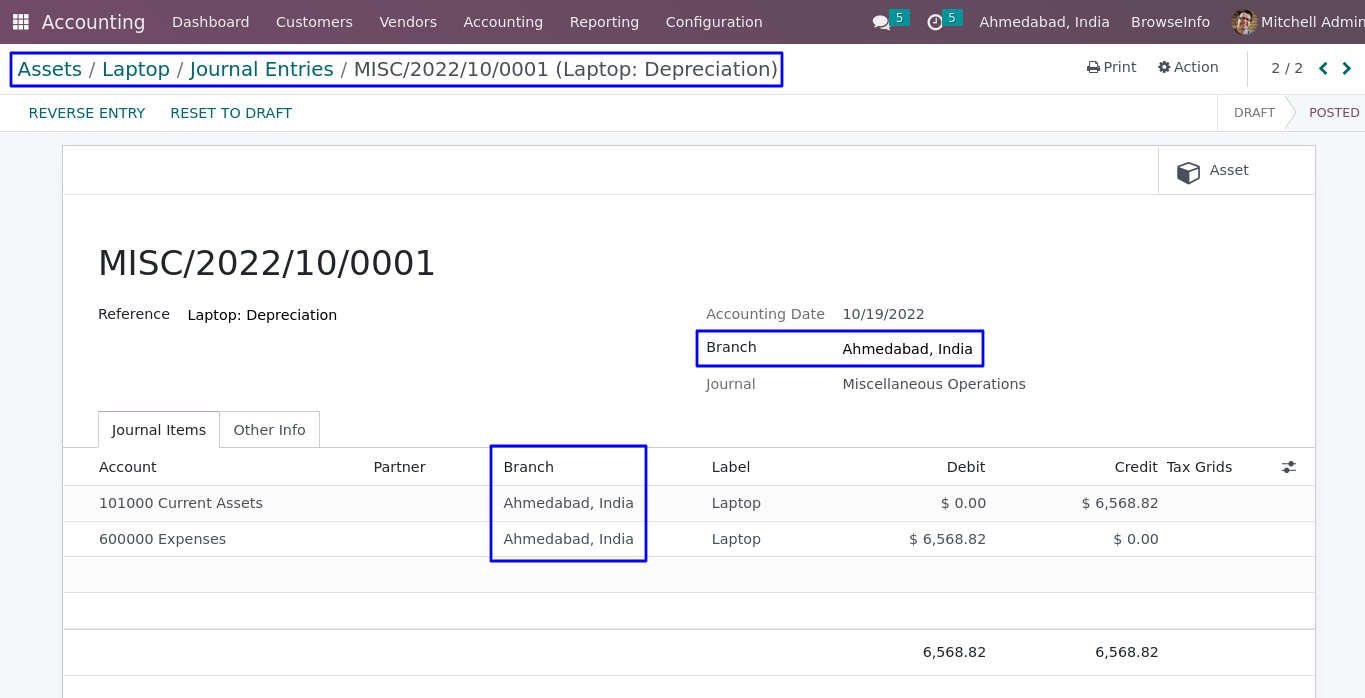 Accounting Dashboard Customers Vendors Accounting Reporting Configuration 5 5 Ahmedabad, India BrowseInfo Mitchell Admin
Assets / Laptop / Journal Entries / MISC/2022/10/0001 (Laptop: Depreciation) Print Action 2 / 2
REVERSE ENTRY RESET TO DRAFT DRAFT POSTED
Asset
MISC/2022/10/0001
Reference Laptop: Depreciation Accounting Date 10/19/2022
Branch Ahmedabad, India
Journal Miscellaneous Operations
Journal Items Other Info
Account Partner Branch Label Debit Credit Tax Grids
101000 Current Assets Ahmedabad, India Laptop $ 0.00 $ 6,568.82
600000 Expenses Ahmedabad, India Laptop $ 6,568.82 $ 0.00
6,568.82 6,568.82